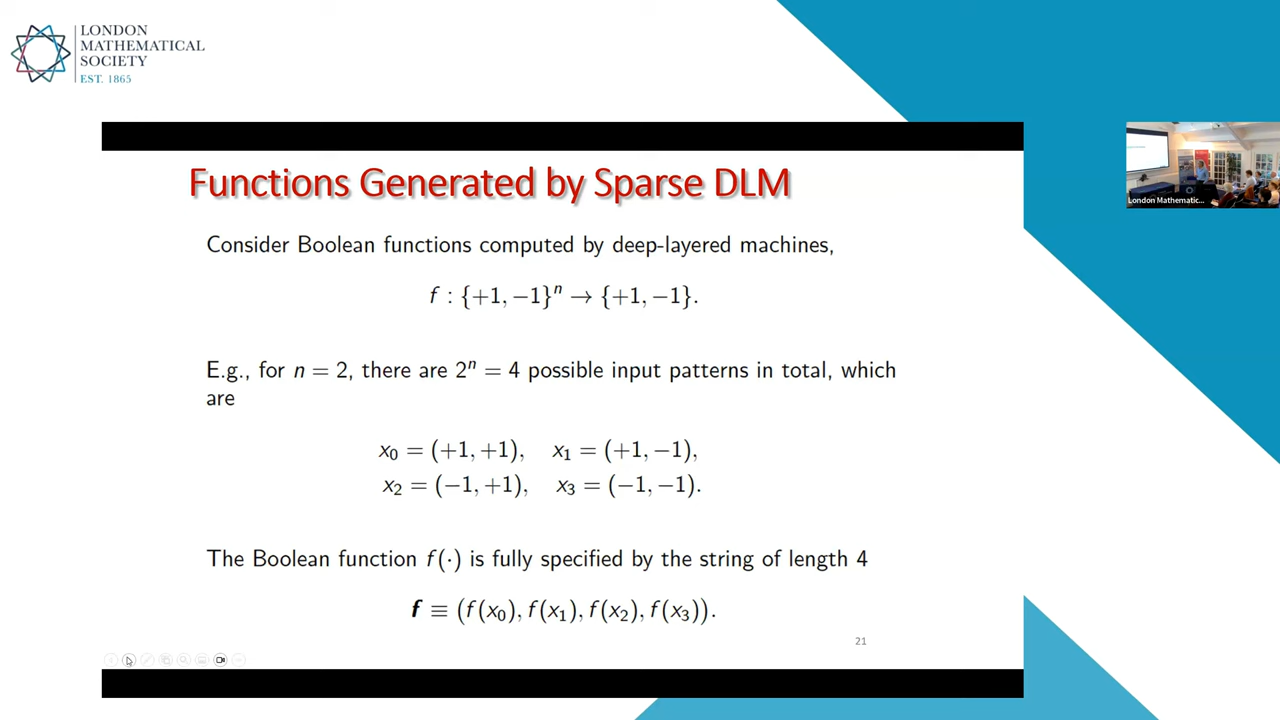 LONDON
MATHEMATICAL
SOCIETY
EST. 1865
Functions Generated by Sparse DLM
Consider Boolean functions computed by deep-layered machines,
f : {+1, −1}ⁿ → {+1, −1}.
E.g., for n = 2, there are 2ⁿ = 4 possible input patterns in total, which
are
x₀ = (+1, +1), x₁ = (+1, −1),
x₂ = (−1, +1), x₃ = (−1, −1).
The Boolean function f(·) is fully specified by the string of length 4
f ≡ (f(x₀), f(x₁), f(x₂), f(x₃)).
21
London Mathematic...